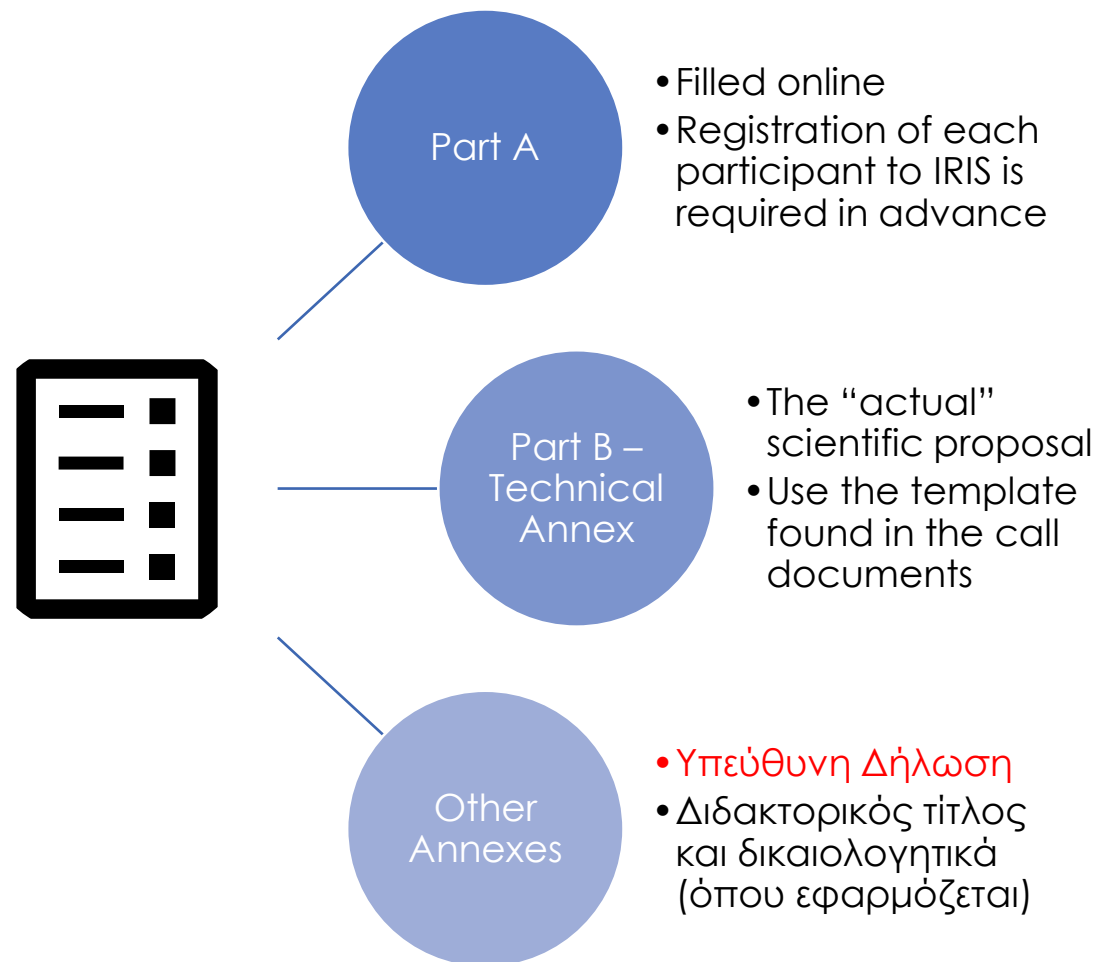 Part A
•Filled online
•Registration of each
participant to IRIS is
required in advance
Part B –
Technical
Annex
•The “actual”
scientific proposal
•Use the template
found in the call
documents
Other
Annexes
•Υπεύθυνη Δήλωση
•Διδακτορικός τίτλος
και δικαιολογητικά
(όπου εφαρμόζεται)